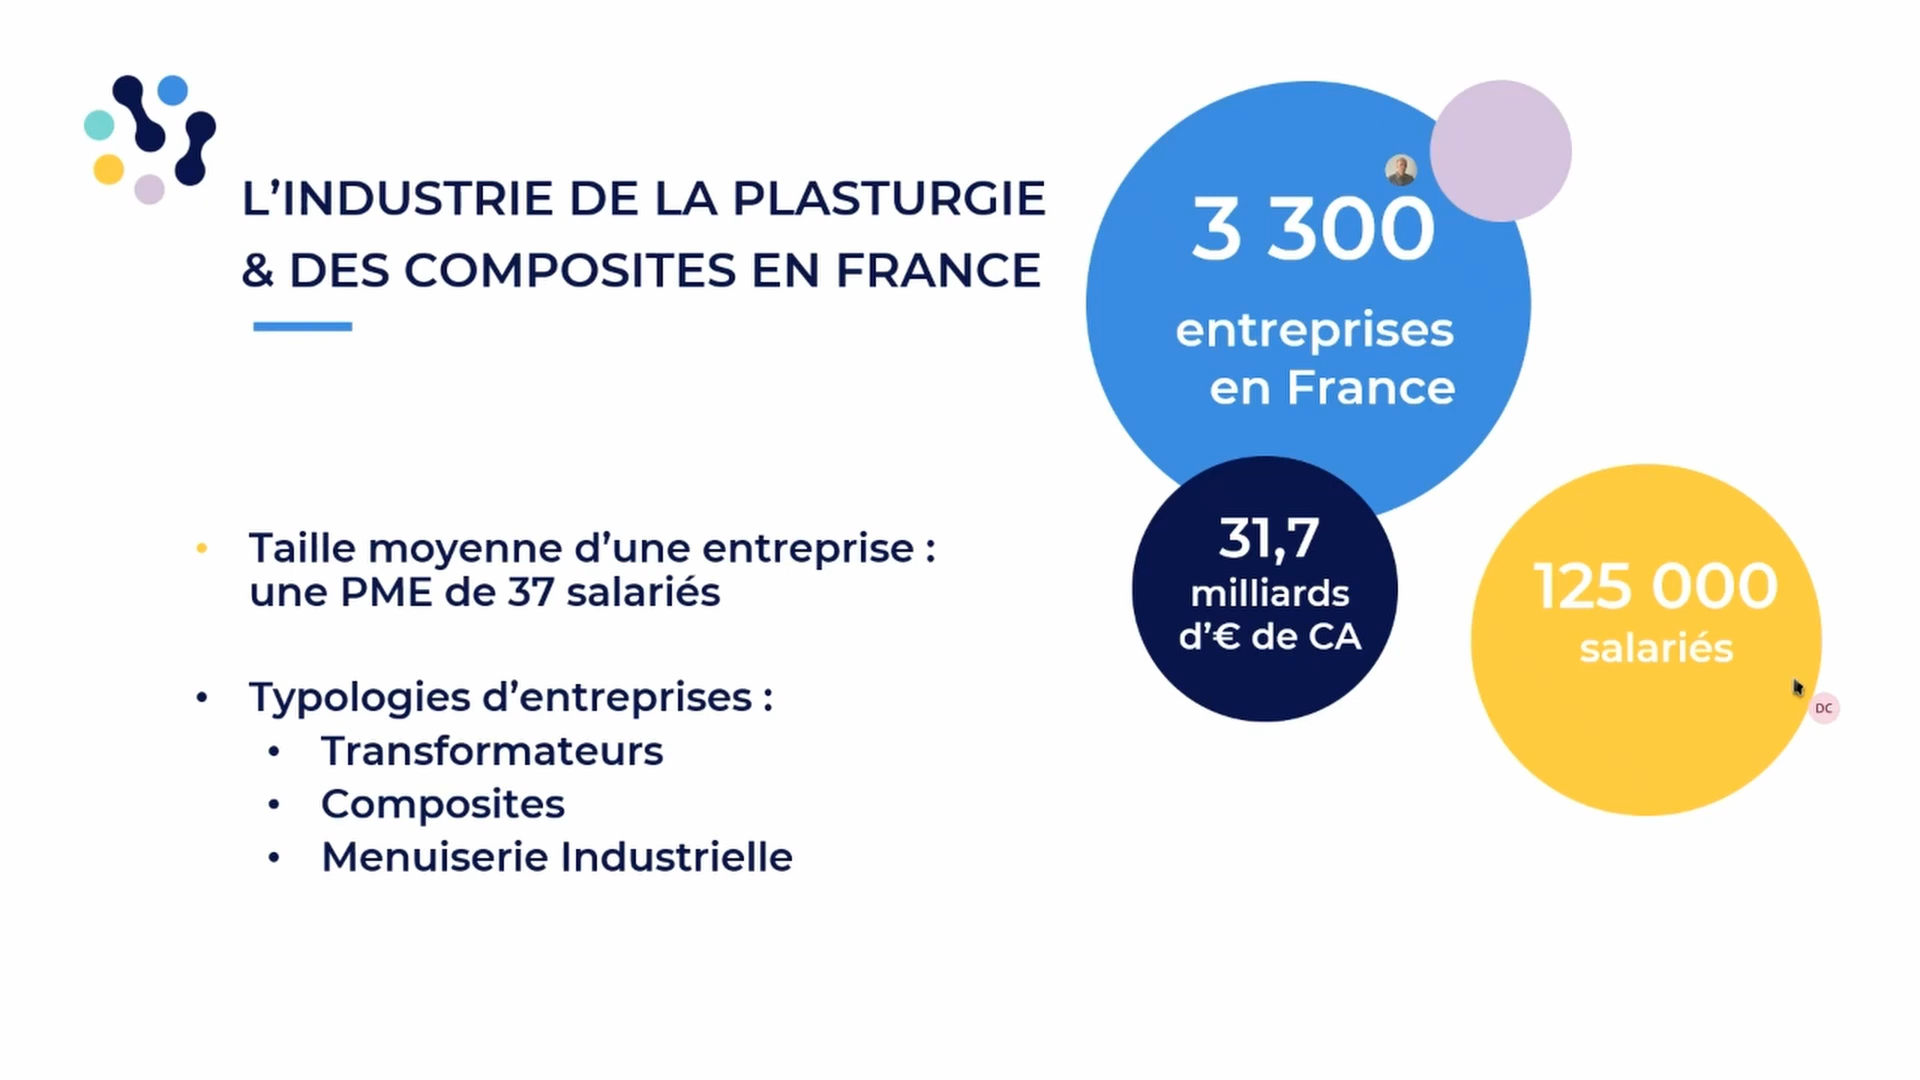 L’INDUSTRIE DE LA PLASTURGIE
& DES COMPOSITES EN FRANCE
3 300
entreprises
en France
31,7
milliards
d’€ de CA
125 000
salariés
DC
• Taille moyenne d’une entreprise :
une PME de 37 salariés
• Typologies d’entreprises :
• Transformateurs
• Composites
• Menuiserie Industrielle